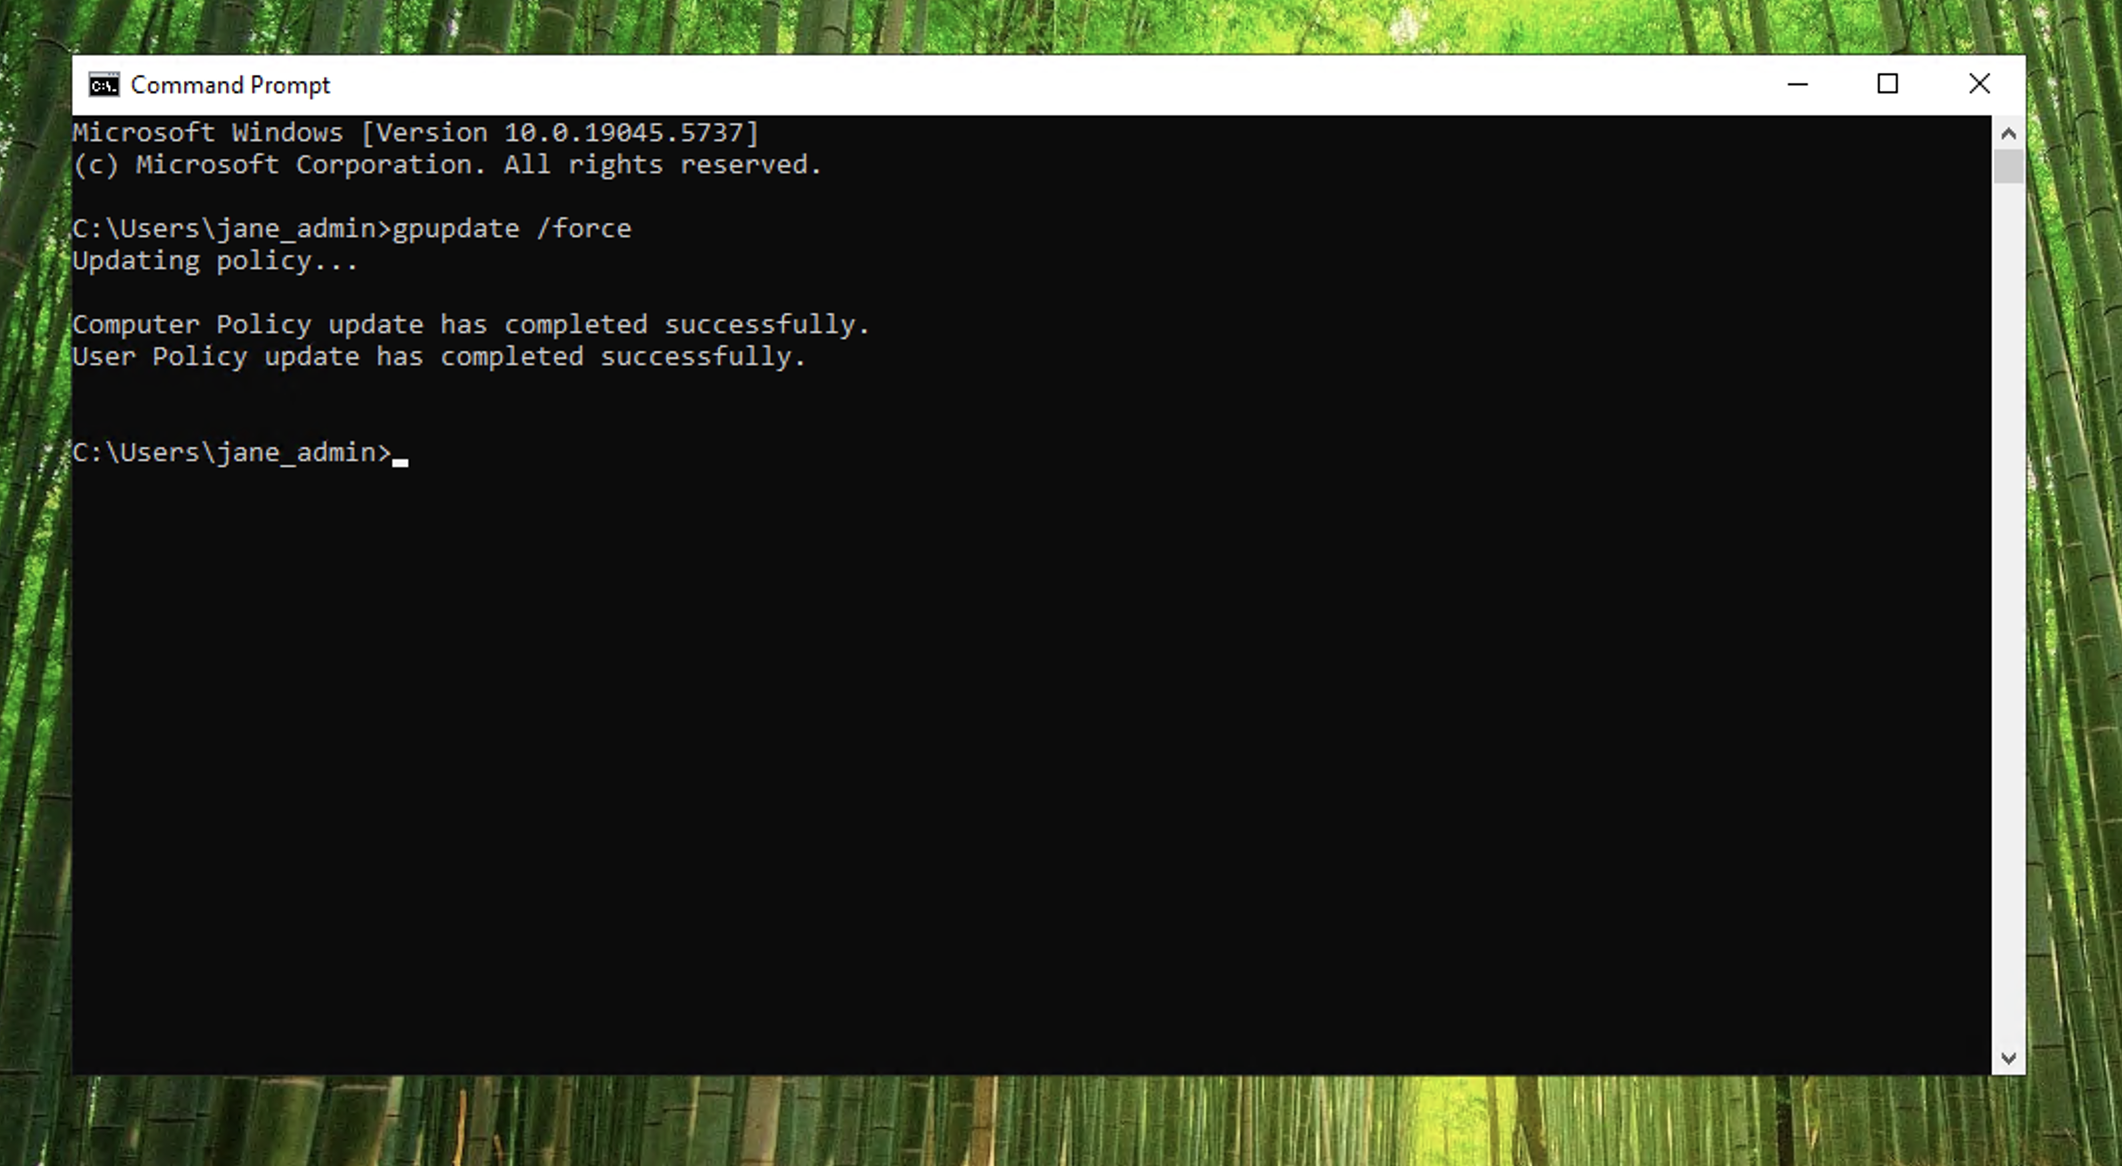 Command Prompt
Microsoft Windows [Version 10.0.19045.5737]
(c) Microsoft Corporation. All rights reserved.
C:\Users\jane_admin>gpupdate /force
Updating policy...
Computer Policy update has completed successfully.
User Policy update has completed successfully.
C:\Users\jane_admin>